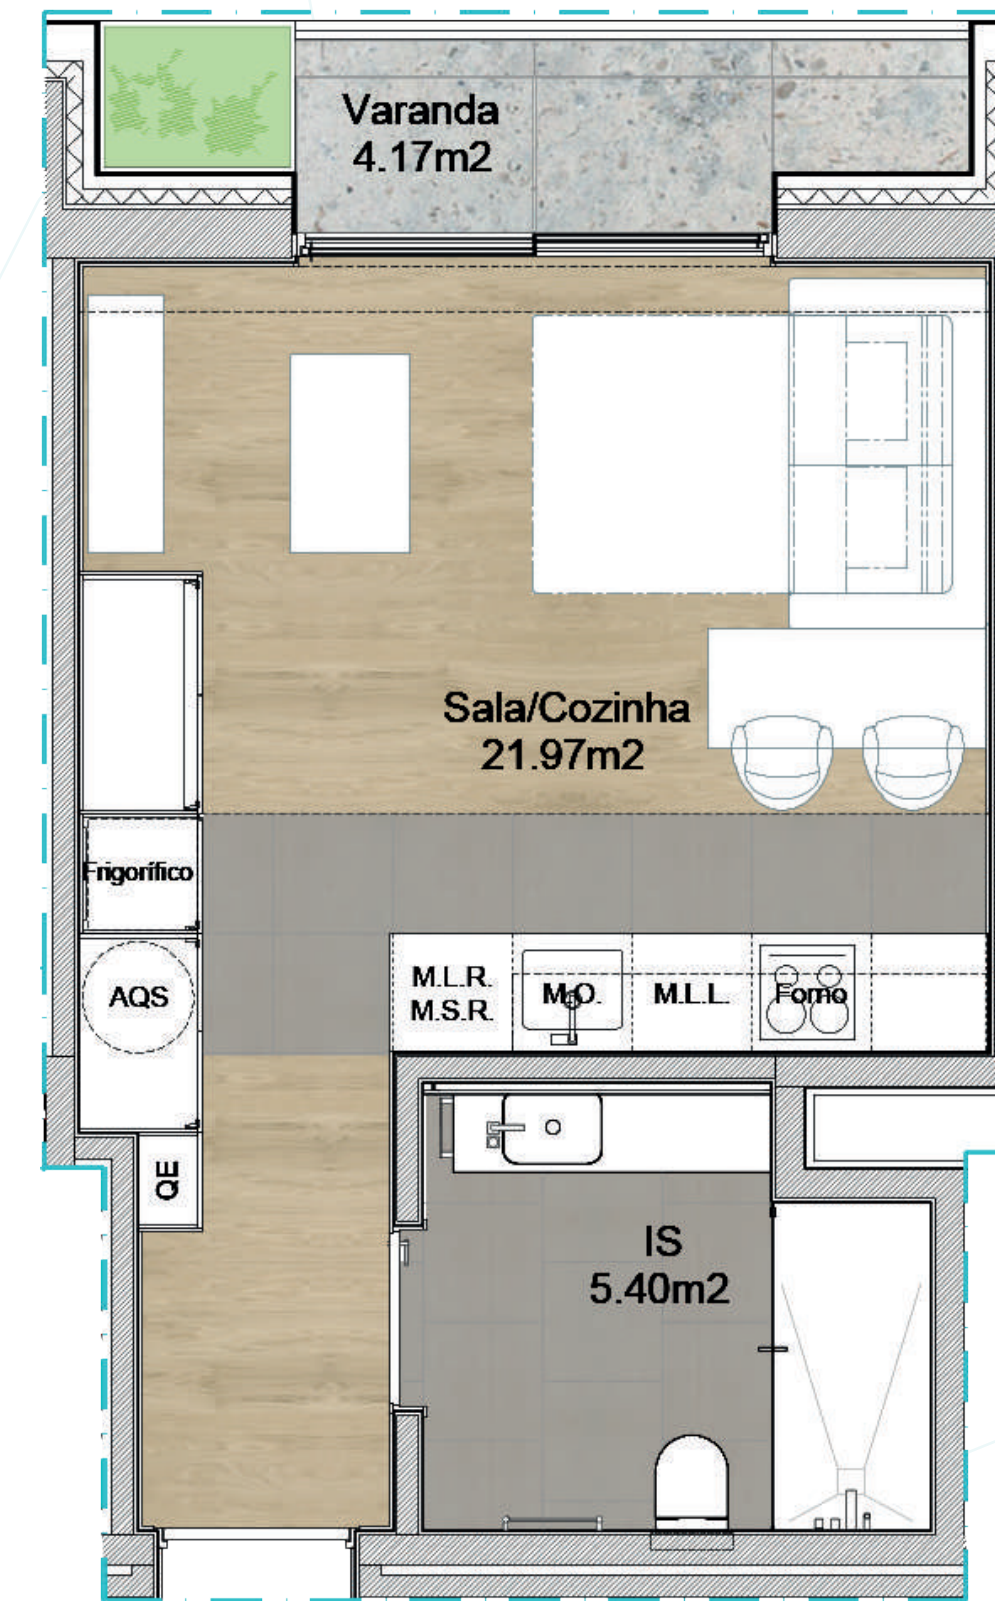 Varanda
4.17m2
Sala/Cozinha
21.97m2
Frigorífico
AQS
M.L.R.
M.S.R.
M.O.
M.L.L.
Forno
QE
IS
5.40m2